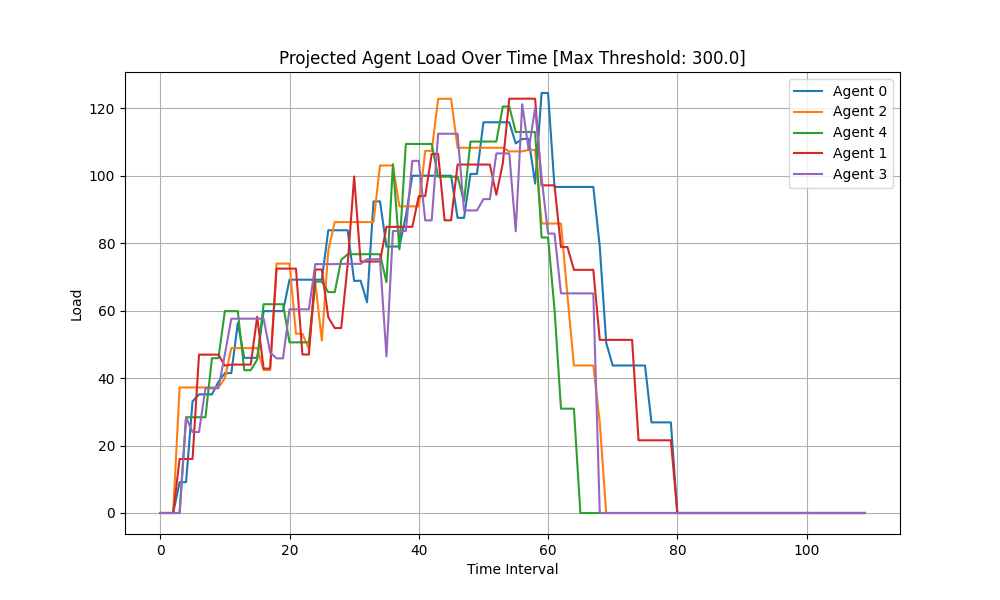 Projected Agent Load Over Time [Max Threshold: 300.0]
Agent 0
Agent 2
Agent 4
Agent 1
Agent 3
Load
120
100
80
60
40
20
0
0 20 40 60 80 100
Time Interval